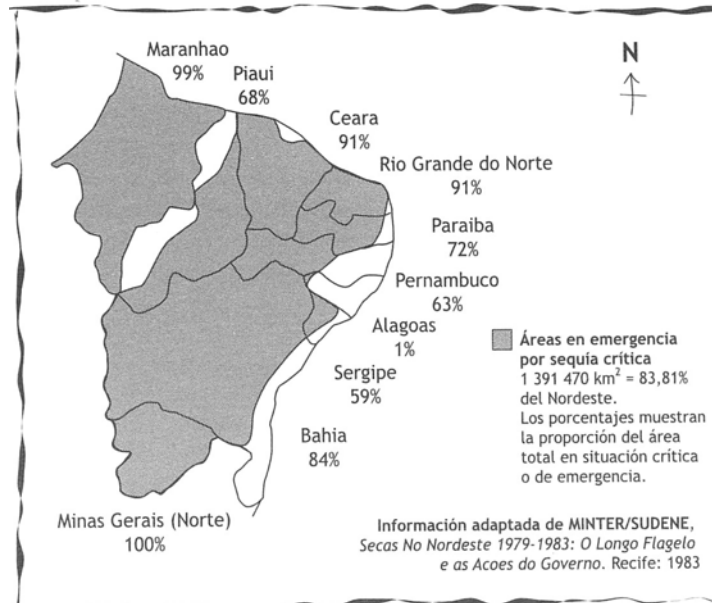 Maranhao
99%
Piaui
68%
N
Ceara
91%
Rio Grande do Norte
91%
Paraiba
72%
Pernambuco
63%
Alagoas
1%
Sergipe
59%
Bahia
84%
Minas Gerais (Norte)
100%
Áreas en emergencia
por sequía crítica
1 391 470 km² = 83,81%
del Nordeste.
Los porcentajes muestran
la proporción del área
total en situación crítica
o de emergencia.
Información adaptada de MINTER/SUDENE,
Secas No Nordeste 1979-1983: O Longo Flagelo
e as Acoes do Governo. Recife: 1983